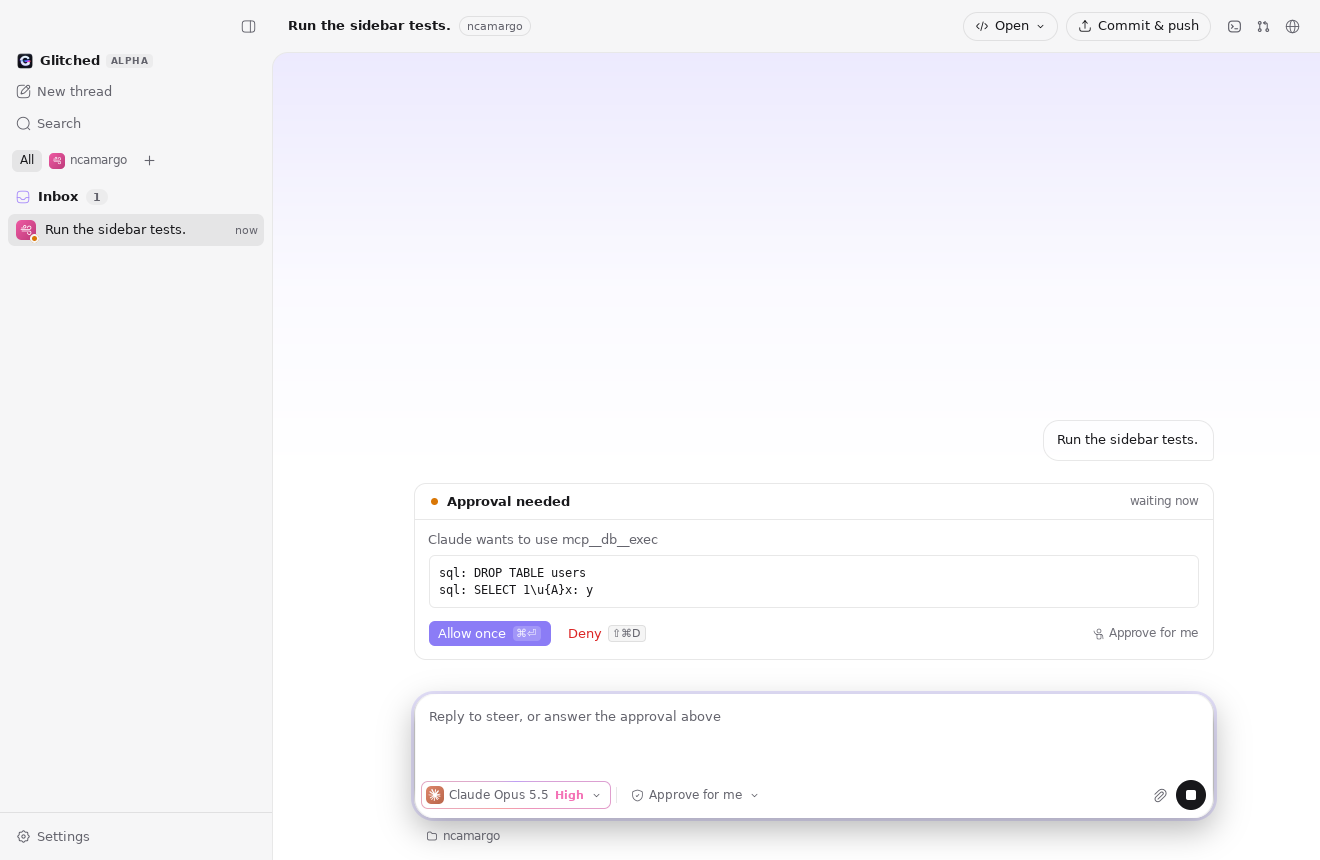 Run the sidebar tests. ncamargo
Open
Commit & push
Glitched ALPHA
New thread
Search
All ncamargo
Inbox 1
Run the sidebar tests. now
Run the sidebar tests.
Approval needed waiting now
Claude wants to use mcp__db__exec
sql: DROP TABLE users
sql: SELECT 1\u{A}x: y
Allow once ⌘⏎ Deny ⇧⌘D Approve for me
Reply to steer, or answer the approval above
Claude Opus 5.5 High Approve for me
ncamargo
Settings